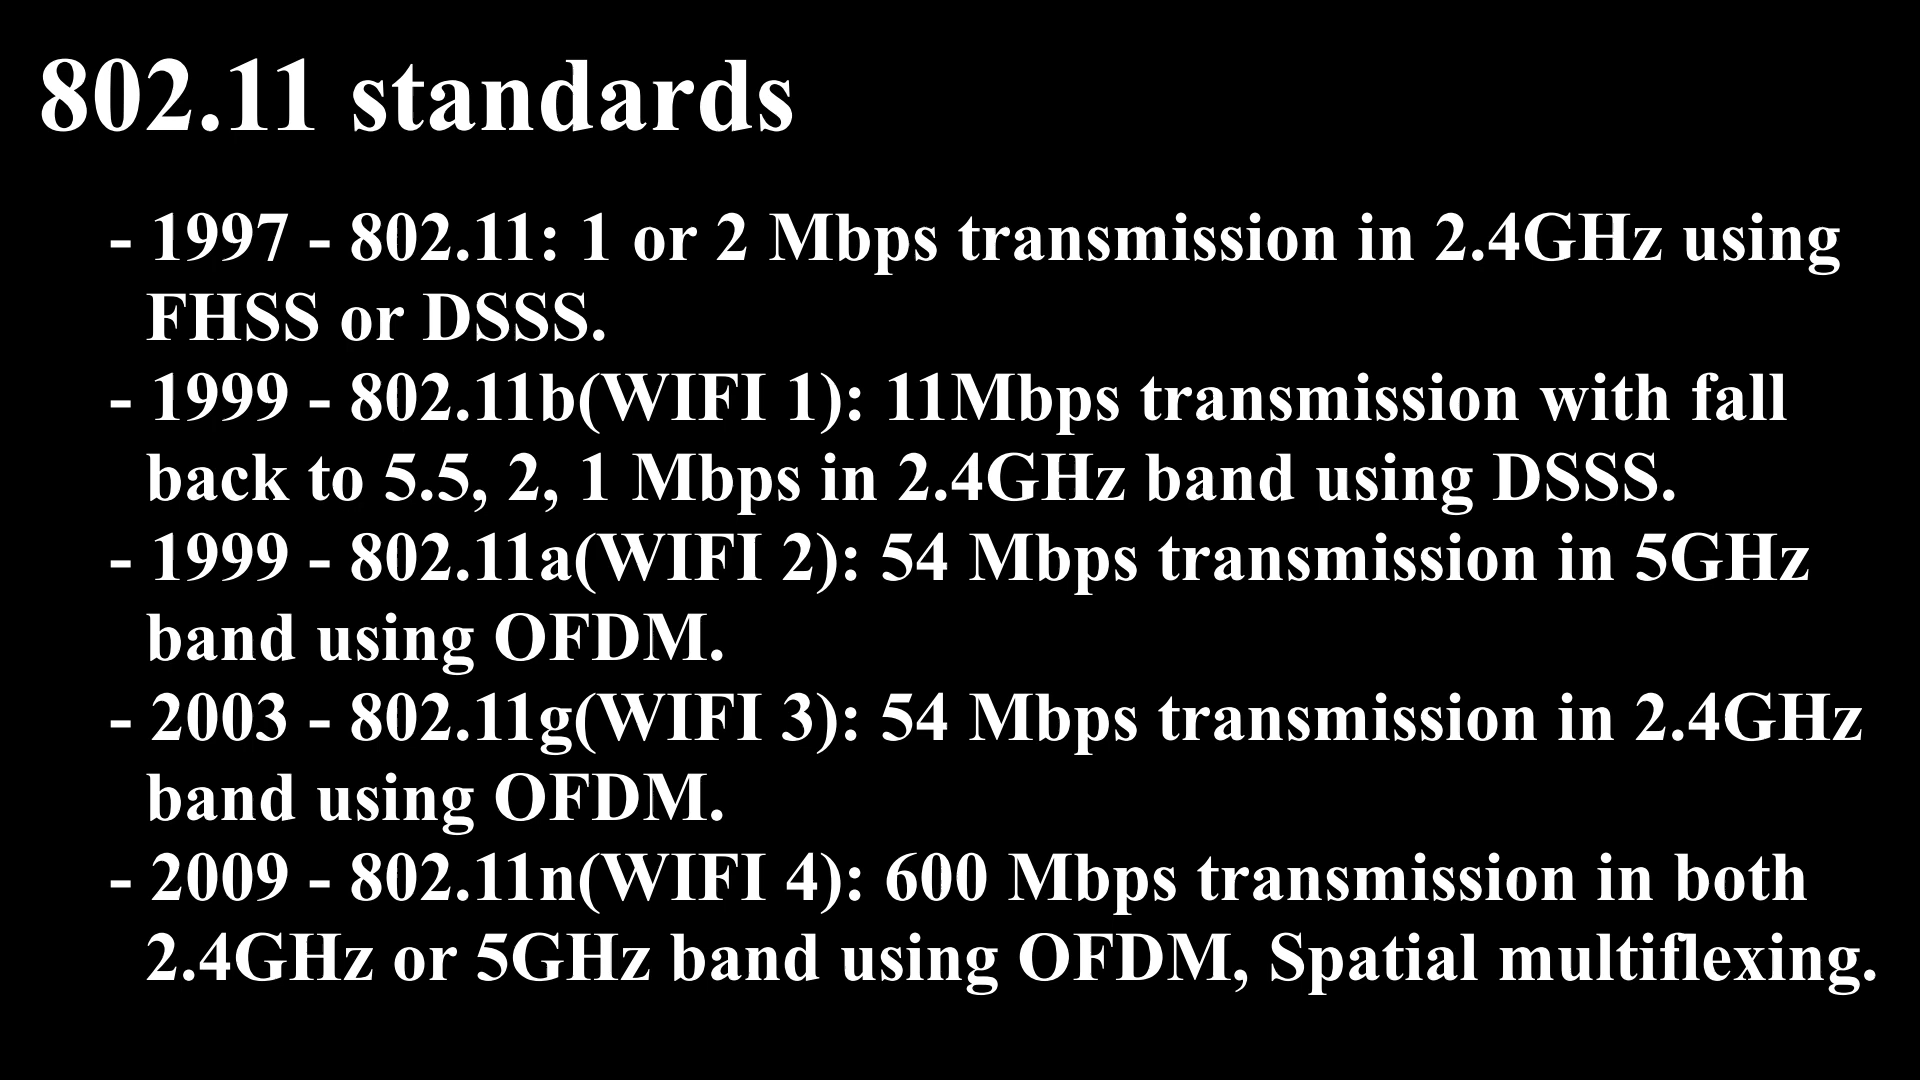 802.11 standards
- 1997 - 802.11: 1 or 2 Mbps transmission in 2.4GHz using
FHSS or DSSS.
- 1999 - 802.11b(WIFI 1): 11Mbps transmission with fall
back to 5.5, 2, 1 Mbps in 2.4GHz band using DSSS.
- 1999 - 802.11a(WIFI 2): 54 Mbps transmission in 5GHz
band using OFDM.
- 2003 - 802.11g(WIFI 3): 54 Mbps transmission in 2.4GHz
band using OFDM.
- 2009 - 802.11n(WIFI 4): 600 Mbps transmission in both
2.4GHz or 5GHz band using OFDM, Spatial multiflexing.